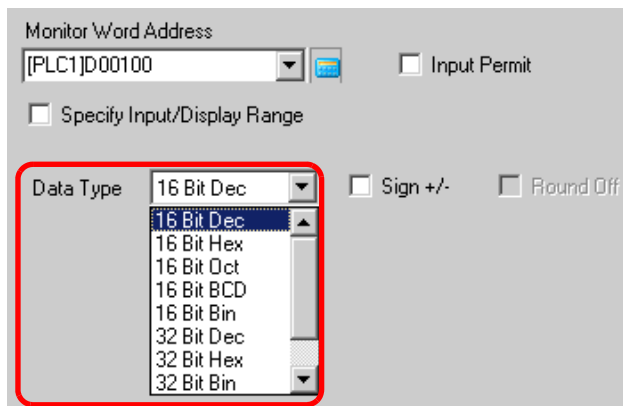 Monitor Word Address
[PLC1]D00100
Input Permit
Specify Input/Display Range
Data Type 16 Bit Dec Sign +/- Round Off
16 Bit Dec
16 Bit Hex
16 Bit Oct
16 Bit BCD
16 Bit Bin
32 Bit Dec
32 Bit Hex
32 Bit Bin